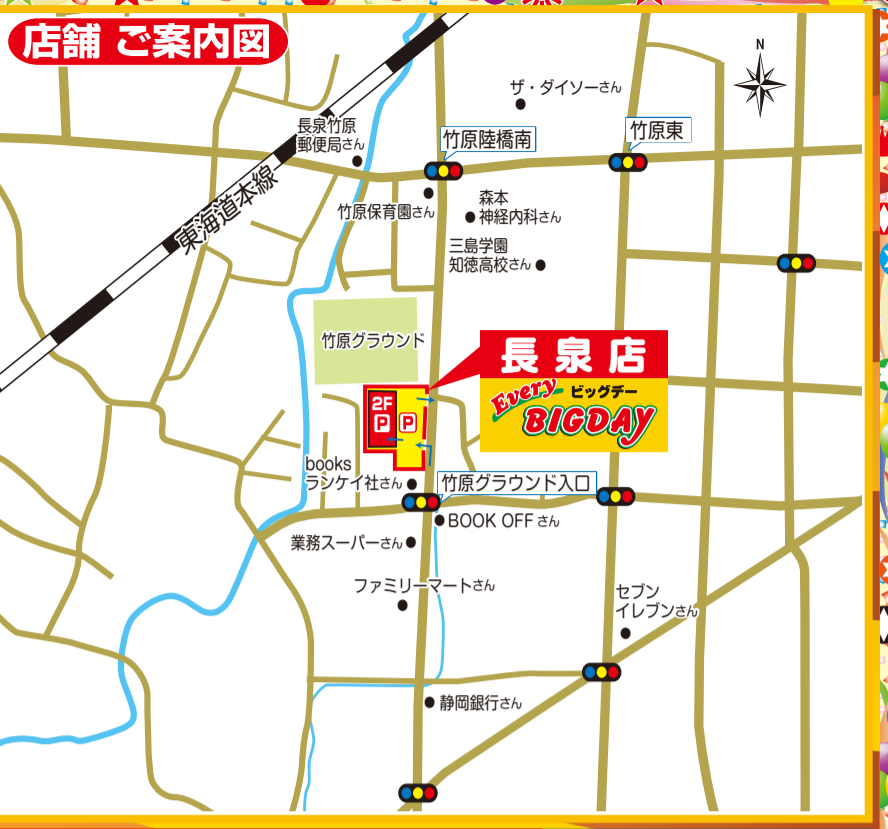 店舗 ご案内図
N
ザ・ダイソーさん
長泉竹原
郵便局さん
竹原陸橋南
竹原東
東海道本線
竹原保育園さん
森本
神経内科さん
三島学園
知徳高校さん
竹原グラウンド
長泉店
Every ビッグデー
BIGDAY
2F
P
P
books
ランケイ社さん
竹原グラウンド入口
BOOK OFF さん
業務スーパーさん
ファミリーマートさん
セブン
イレブンさん
静岡銀行さん